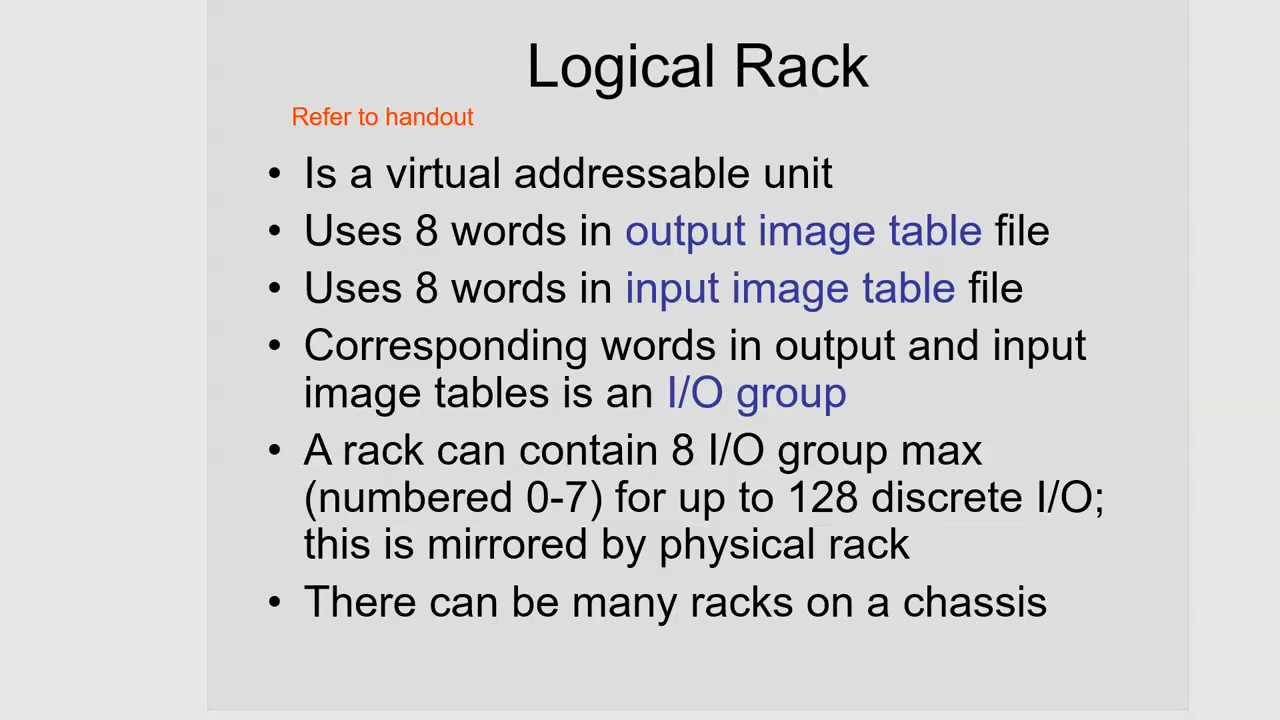 Logical Rack
Refer to handout
• Is a virtual addressable unit
• Uses 8 words in output image table file
• Uses 8 words in input image table file
• Corresponding words in output and input
image tables is an I/O group
• A rack can contain 8 I/O group max
(numbered 0-7) for up to 128 discrete I/O;
this is mirrored by physical rack
• There can be many racks on a chassis